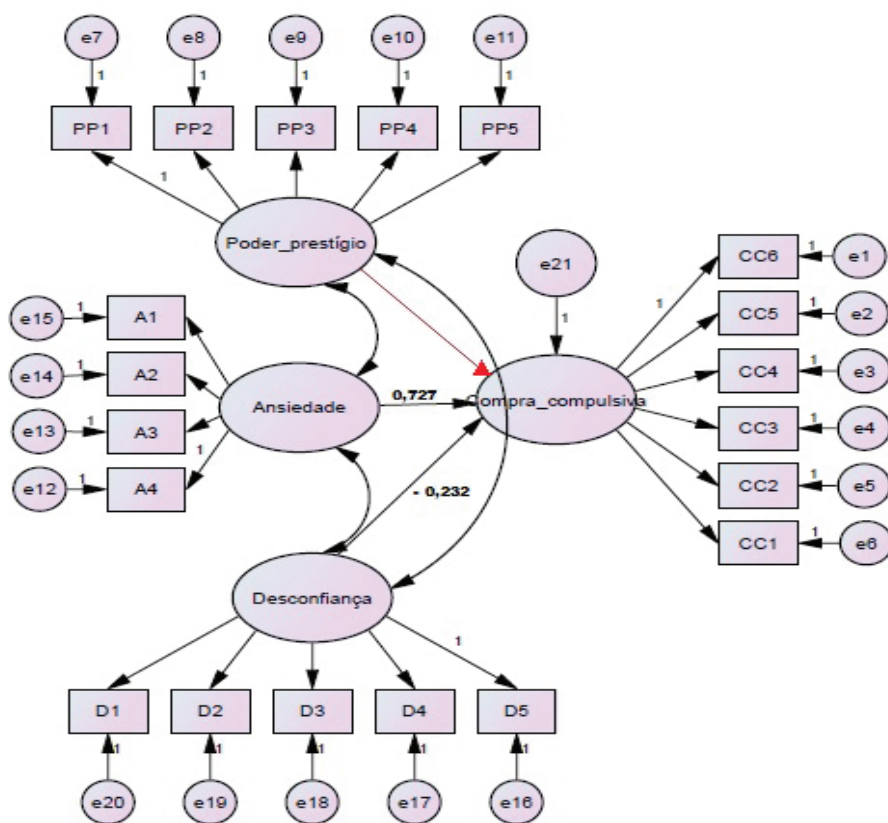 e7 e8 e9 e10 e11
1 1 1 1 1
PP1 PP2 PP3 PP4 PP5
1
Poder_prestígio
e21
1
CC6 1 e1
1
CC5 1 e2
CC4 1 e3
CC3 1 e4
CC2 1 e5
CC1 1 e6
e15 1 A1
e14 1 A2
e13 1 A3
e12 1 A4
1
Ansiedade
0,727
Compra_compulsiva
- 0,232
Desconfiança
1
D1 D2 D3 D4 D5
1 1 1 1 1
e20 e19 e18 e17 e16